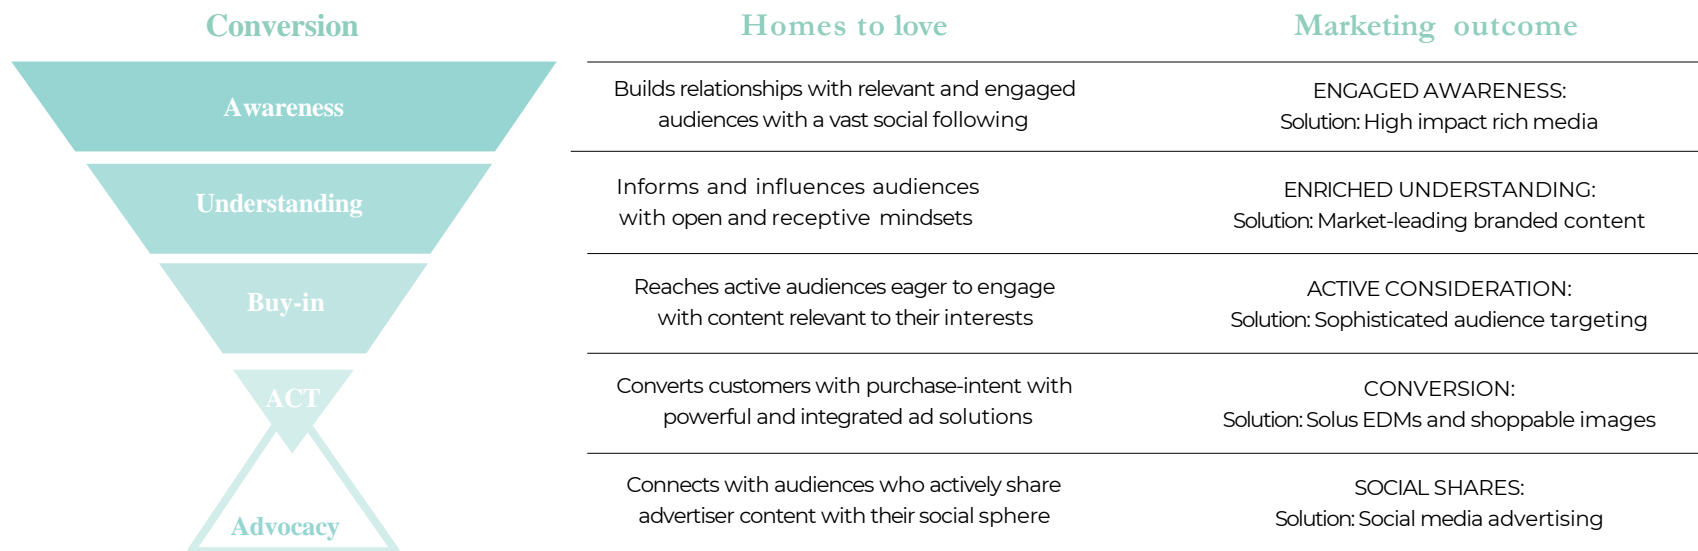 Conversion
Homes to love
Marketing outcome
Awareness
Builds relationships with relevant and engaged
audiences with a vast social following
ENGAGED AWARENESS:
Solution: High impact rich media
Understanding
Informs and influences audiences
with open and receptive mindsets
ENRICHED UNDERSTANDING:
Solution: Market-leading branded content
Buy-in
Reaches active audiences eager to engage
with content relevant to their interests
ACTIVE CONSIDERATION:
Solution: Sophisticated audience targeting
ACT
Converts customers with purchase-intent with
powerful and integrated ad solutions
CONVERSION:
Solution: Solus EDMs and shoppable images
Advocacy
Connects with audiences who actively share
advertiser content with their social sphere
SOCIAL SHARES:
Solution: Social media advertising